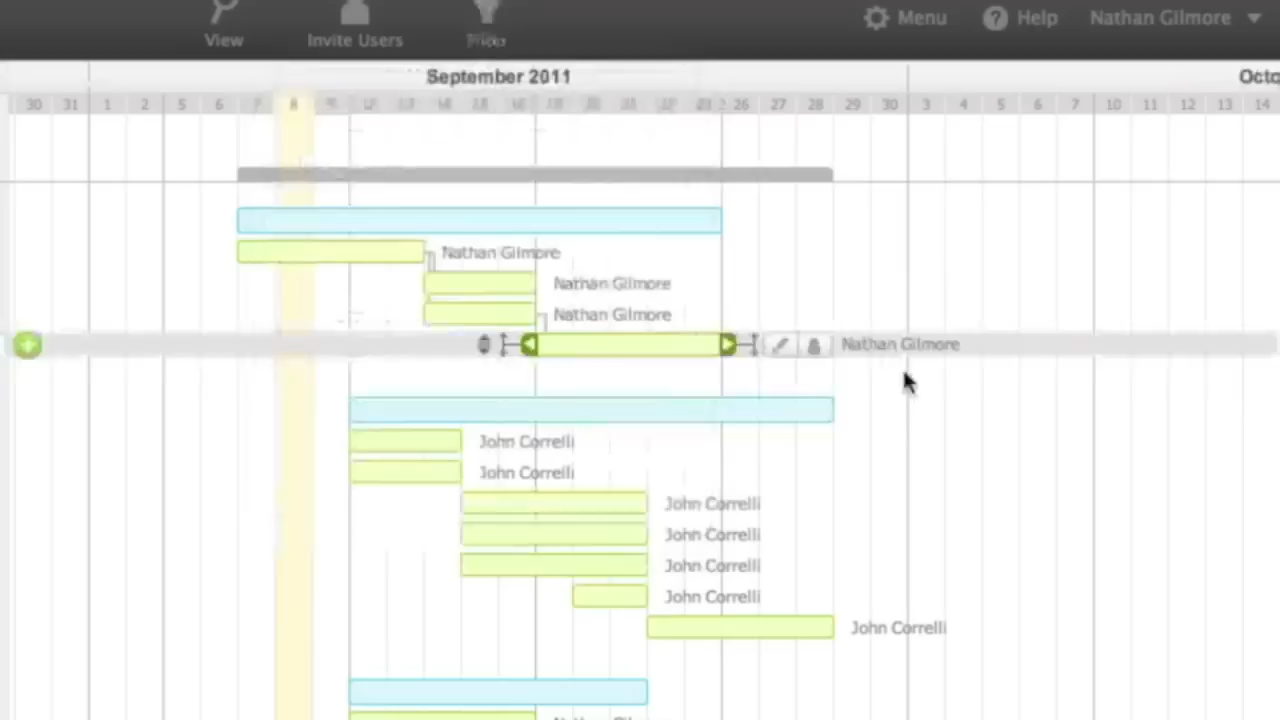 Menu Help Nathan Gilmore
View Invite Users
September 2011
30 31 1 2 5 6 7 8 26 27 28 29 30 3 4 5 6 7 10 11 12 13 14
Nathan Gilmore
Nathan Gilmore
Nathan Gilmore
Nathan Gilmore
John Correlli
John Correlli
John Correlli
John Correlli
John Correlli
John Correlli
John Correlli